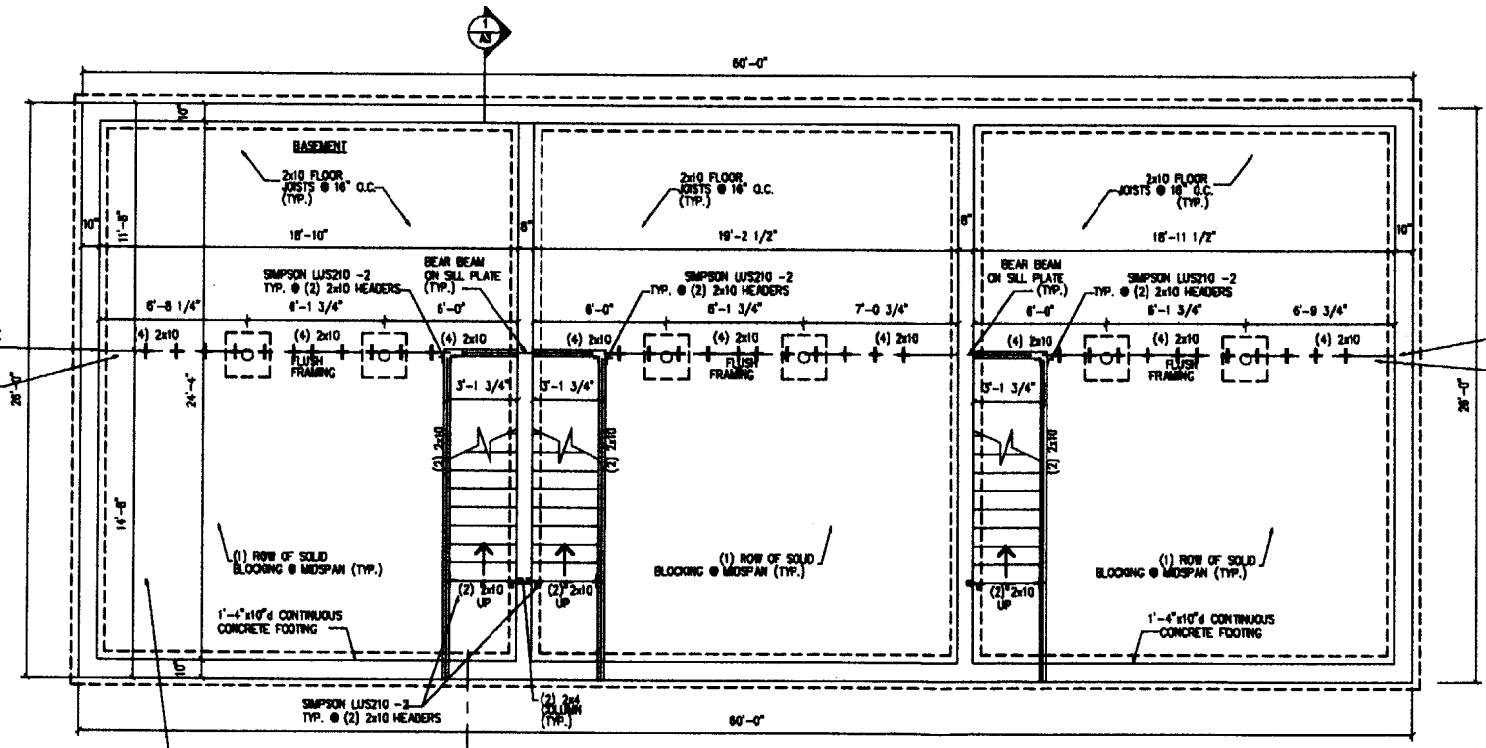 1
A3
60'-0"
10"
BASEMENT
2x10 FLOOR
JOISTS @ 16" O.C.
(TYP.)
2x10 FLOOR
JOISTS @ 16" O.C.
(TYP.)
2x10 FLOOR
JOISTS @ 16" O.C.
(TYP.)
10"
11'-8"
8"
8"
10"
18'-10"
19'-2 1/2"
18'-11 1/2"
SIMPSON LUS210 -2
TYP. @ (2) 2x10 HEADERS
BEAR BEAM
ON SILL PLATE
(TYP.)
SIMPSON LUS210 -2
TYP. @ (2) 2x10 HEADERS
BEAR BEAM
ON SILL PLATE
(TYP.)
SIMPSON LUS210 -2
TYP. @ (2) 2x10 HEADERS
6'-8 1/4"
6'-1 3/4"
6'-0"
6'-0"
6'-1 3/4"
7'-0 3/4"
6'-0"
6'-1 3/4"
6'-9 3/4"
(4) 2x10
(4) 2x10
(4) 2x10
(4) 2x10
(4) 2x10
(4) 2x10
(4) 2x10
(4) 2x10
(4) 2x10
FLUSH
FRAMING
FLUSH
FRAMING
FLUSH
FRAMING
26'-0"
24'-4"
3'-1 3/4"
3'-1 3/4"
3'-1 3/4"
26'-0"
(2) 2x10
(2) 2x10
(2) 2x10
14'-8"
(1) ROW OF SOLID
BLOCKING @ MIDSPAN (TYP.)
(1) ROW OF SOLID
BLOCKING @ MIDSPAN (TYP.)
(1) ROW OF SOLID
BLOCKING @ MIDSPAN (TYP.)
(2) 2x10
UP
(2) 2x10
UP
(2) 2x10
UP
1'-4"x10"d CONTINUOUS
CONCRETE FOOTING
1'-4"x10"d CONTINUOUS
CONCRETE FOOTING
10"
SIMPSON LUS210 -2
TYP. @ (2) 2x10 HEADERS
(2) 2x4
COLUMN
(TYP.)
60'-0"